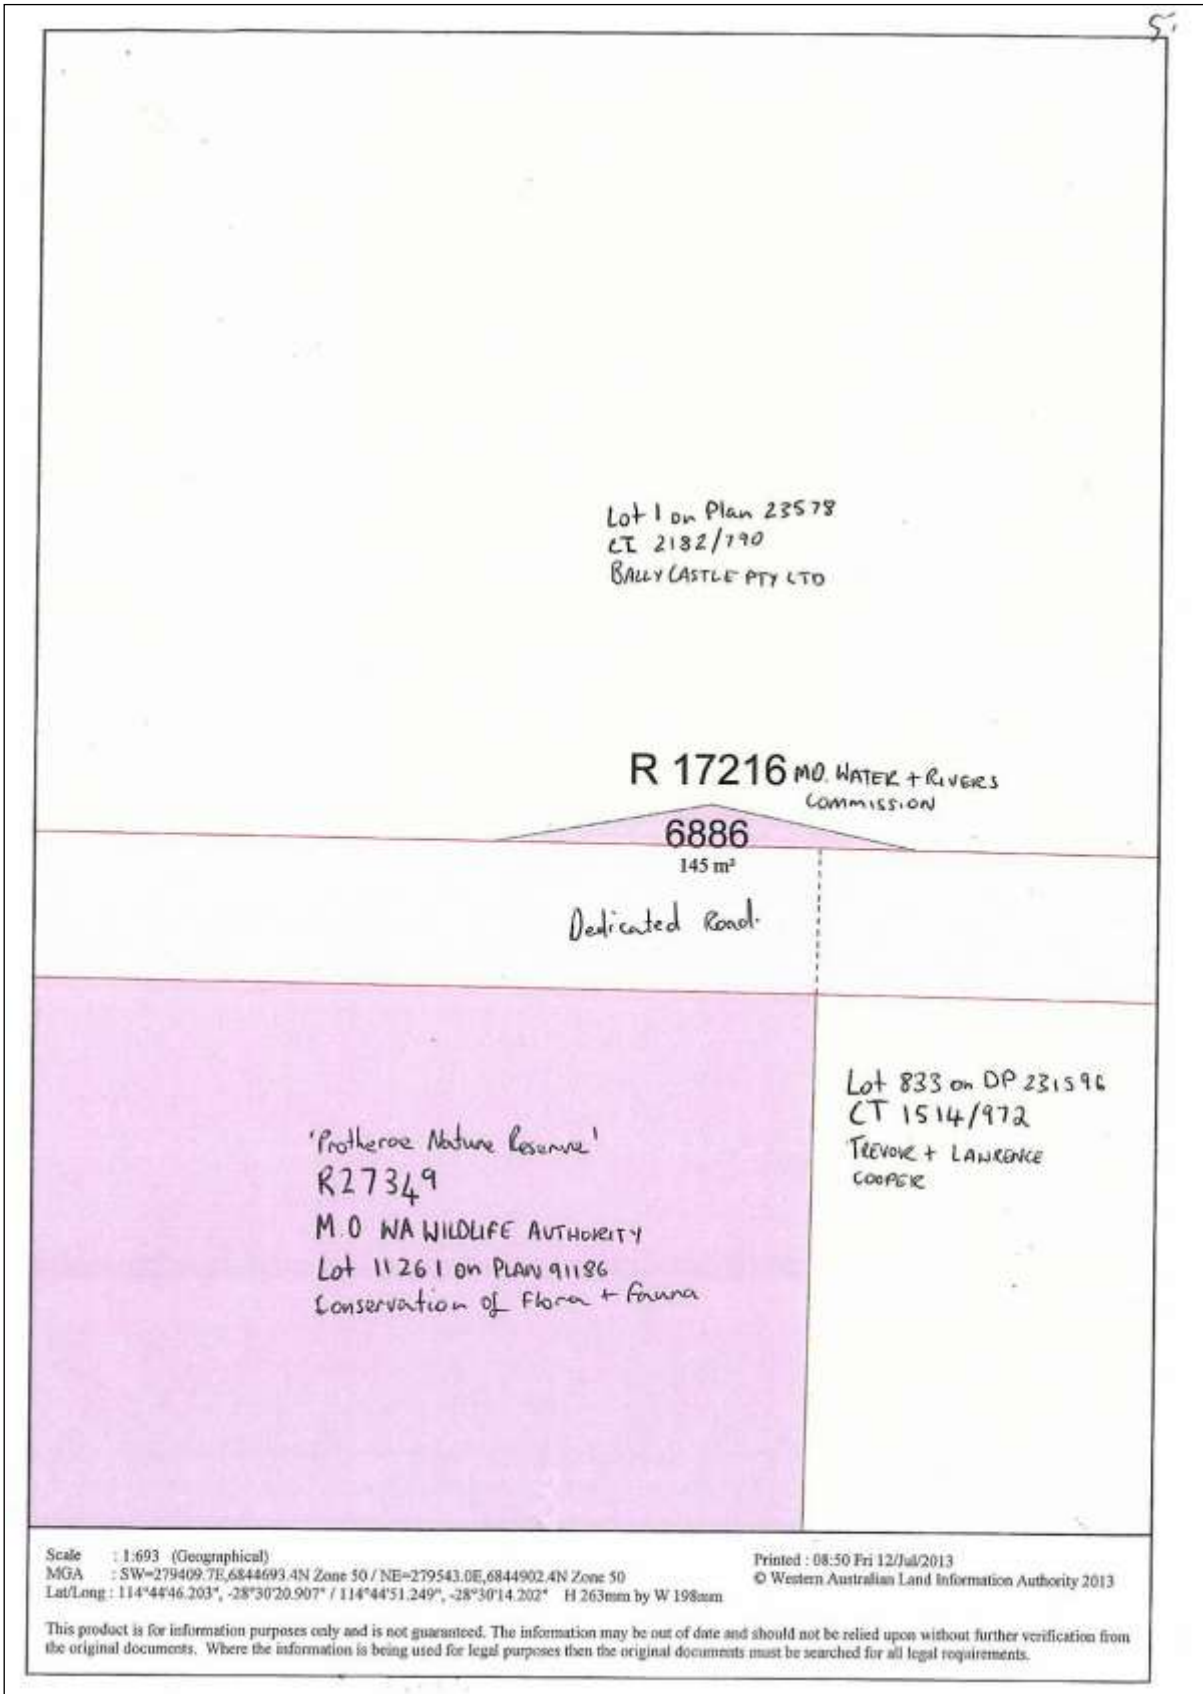 5.
Lot 1 on Plan 23578
CT 2182/790
BALLYCASTLE PTY LTD
R 17216 MO. WATER + RIVERS
COMMISSION
6886
145 m²
Dedicated Road.
Lot 833 on DP 231596
CT 1514/972
TREVOR + LAWRENCE
COOPER
'Protheroe Nature Reserve'
R27349
M.O WA WILDLIFE AUTHORITY
Lot 11261 on PLAN 91186
Conservation of Flora + Fauna
Scale : 1:693 (Geographical)
MGA : SW=279409.7E,6844693.4N Zone 50 / NE=279543.0E,6844902.4N Zone 50
Lat/Long : 114°44'46.203", -28°30'20.907" / 114°44'51.249", -28°30'14.202" H 263mm by W 198mm
Printed : 08:50 Fri 12/Jul/2013
© Western Australian Land Information Authority 2013
This product is for information purposes only and is not guaranteed. The information may be out of date and should not be relied upon without further verification from
the original documents. Where the information is being used for legal purposes then the original documents must be searched for all legal requirements.